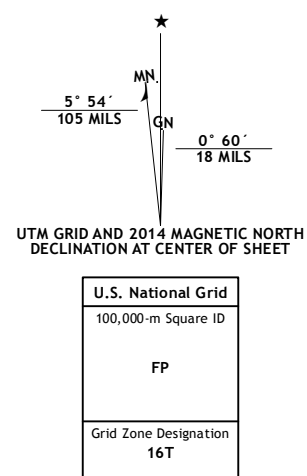 MN.
5° 54´
105 MILS
GN
0° 60´
18 MILS
UTM GRID AND 2014 MAGNETIC NORTH
DECLINATION AT CENTER OF SHEET
U.S. National Grid
100,000-m Square ID
FP
Grid Zone Designation
16T